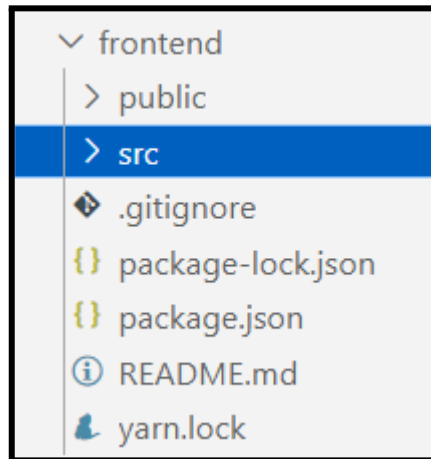 frontend
public
src
.gitignore
package-lock.json
package.json
README.md
yarn.lock